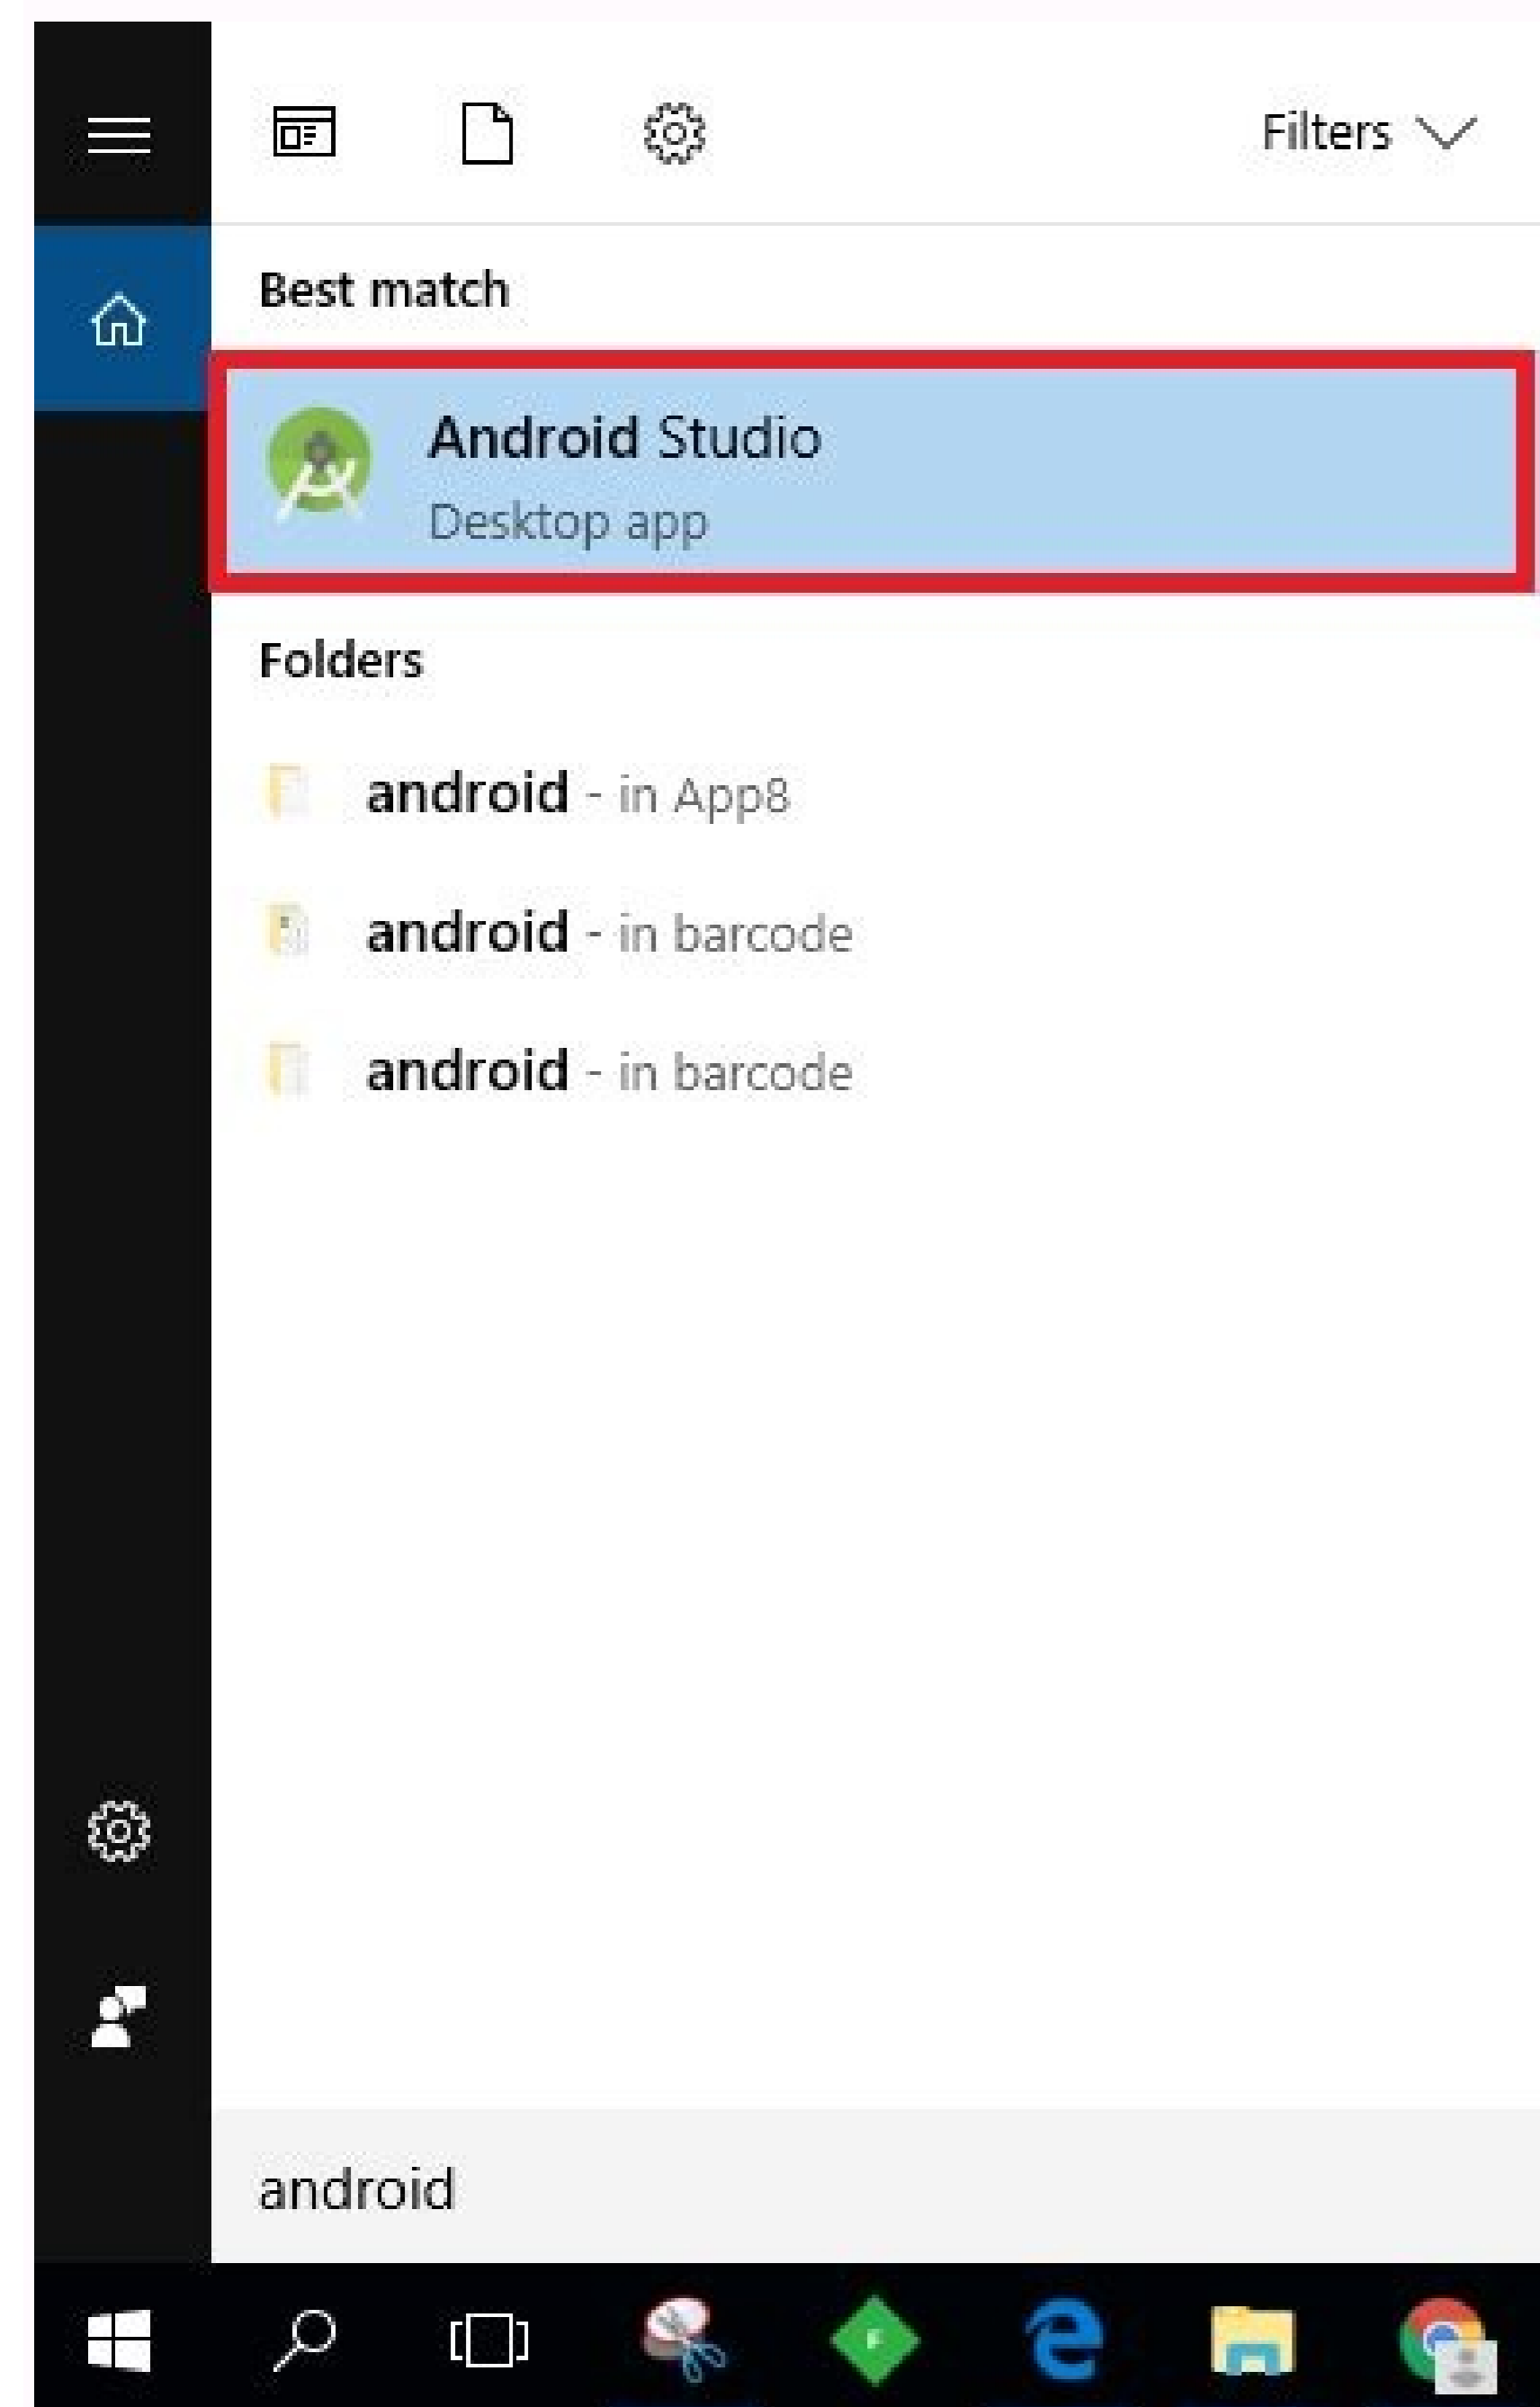 Filters
Best match
Android Studio
Desktop app
Folders
android - in App8
android - in barcode
android - in barcode
android